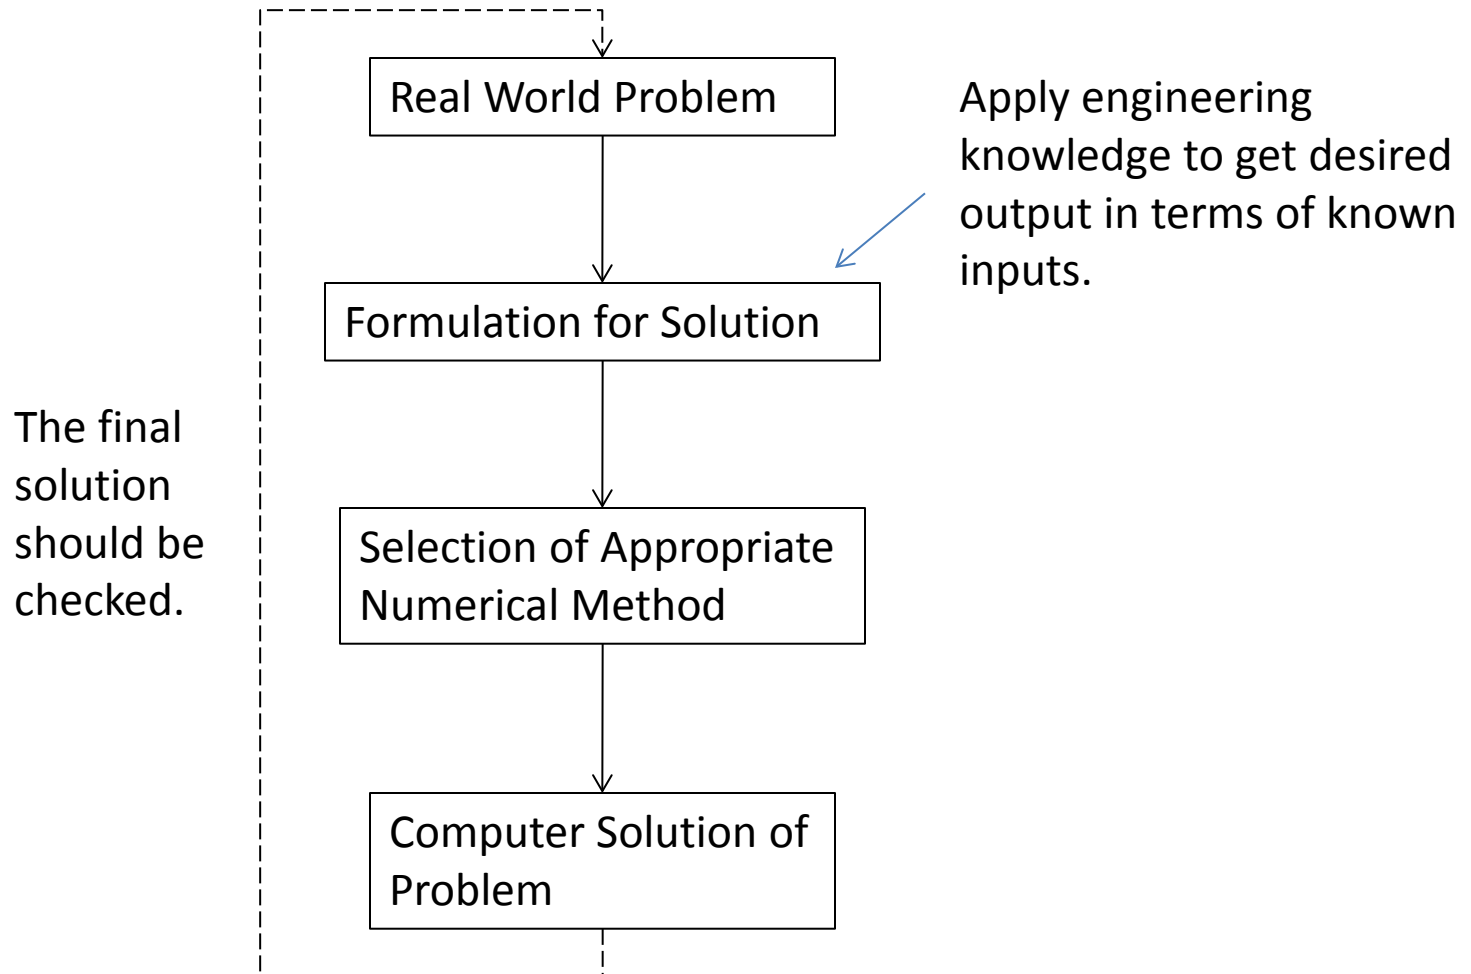 Real World Problem
Apply engineering
knowledge to get desired
output in terms of known
inputs.
Formulation for Solution
The final
solution
should be
checked.
Selection of Appropriate
Numerical Method
Computer Solution of
Problem